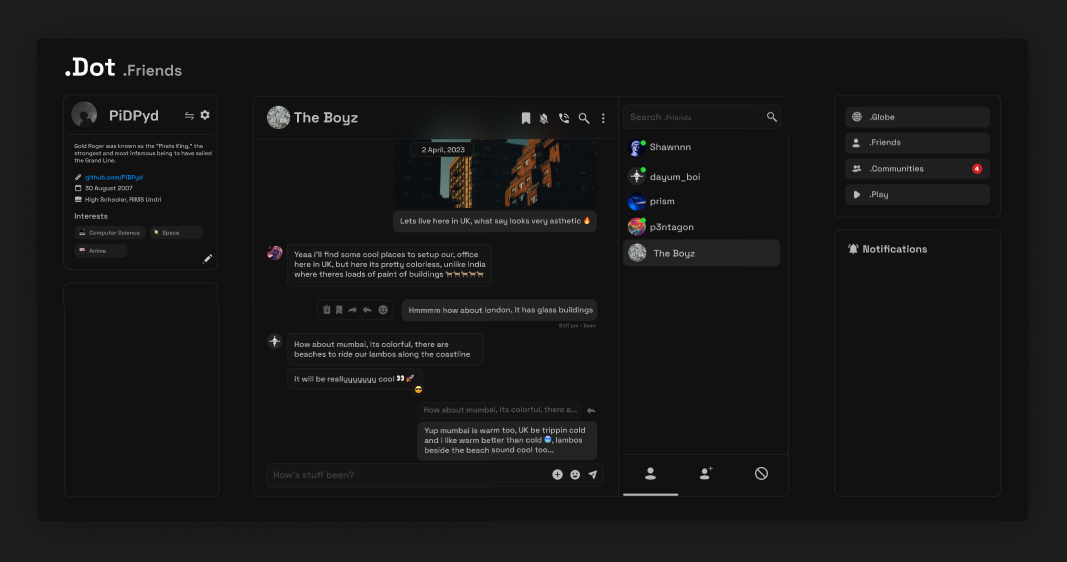 .Dot .Friends
PiDPyd
Gold Roger was known as the "Pirate King," the
strongest and most infamous being to have sailed
the Grand Line.
github.com/PiDPyd
30 August 2007
High Schooler, RIMS Undri
Interests
Computer Science
Space
Anime
The Boyz
2 April, 2023
Lets live here in UK, what say looks very asthetic 🔥
Yeaa i'll find some cool places to setup our, office
here in UK, but here its pretty colorless, unlike India
where theres loads of paint of buildings 🐂🐂🐂🐂🐂
Hmmmm how about london, it has glass buildings
9:01 pm - Seen
How about mumbai, its colorful, there are
beaches to ride our lambos along the coastline
it will be reallyyyyyyy cool 👀🚀
😎
How about mumbai, its colorful, there a...
Yup mumbai is warm too, UK be trippin cold
and i like warm better than cold 🥶, lambos
beside the beach sound cool too...
How's stuff been?
Search .Friends
Shawnnn
dayum_boi
prism
p3ntagon
The Boyz
.Globe
.Friends
.Communities 4
.Play
Notifications